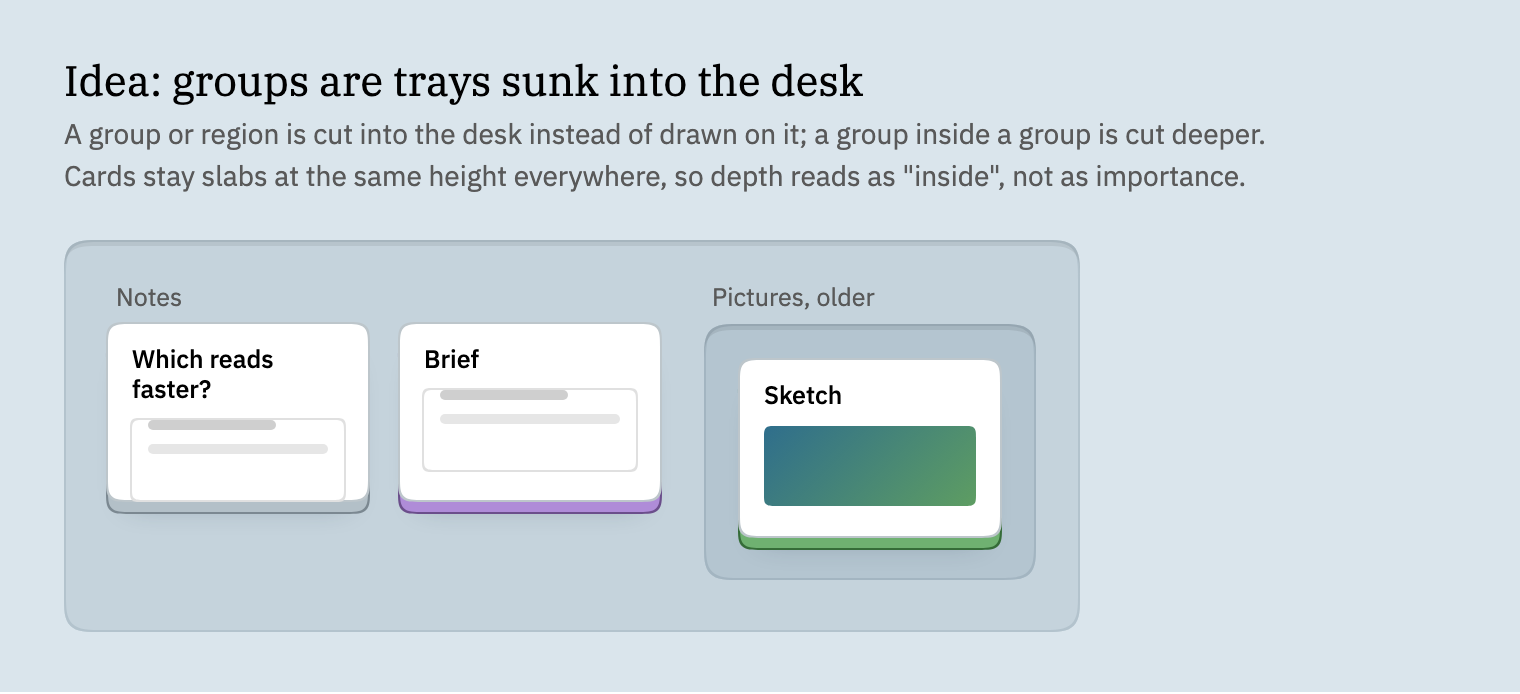 Idea: groups are trays sunk into the desk
A group or region is cut into the desk instead of drawn on it; a group inside a group is cut deeper.
Cards stay slabs at the same height everywhere, so depth reads as "inside", not as importance.
Notes
Which reads
faster?
Brief
Pictures, older
Sketch